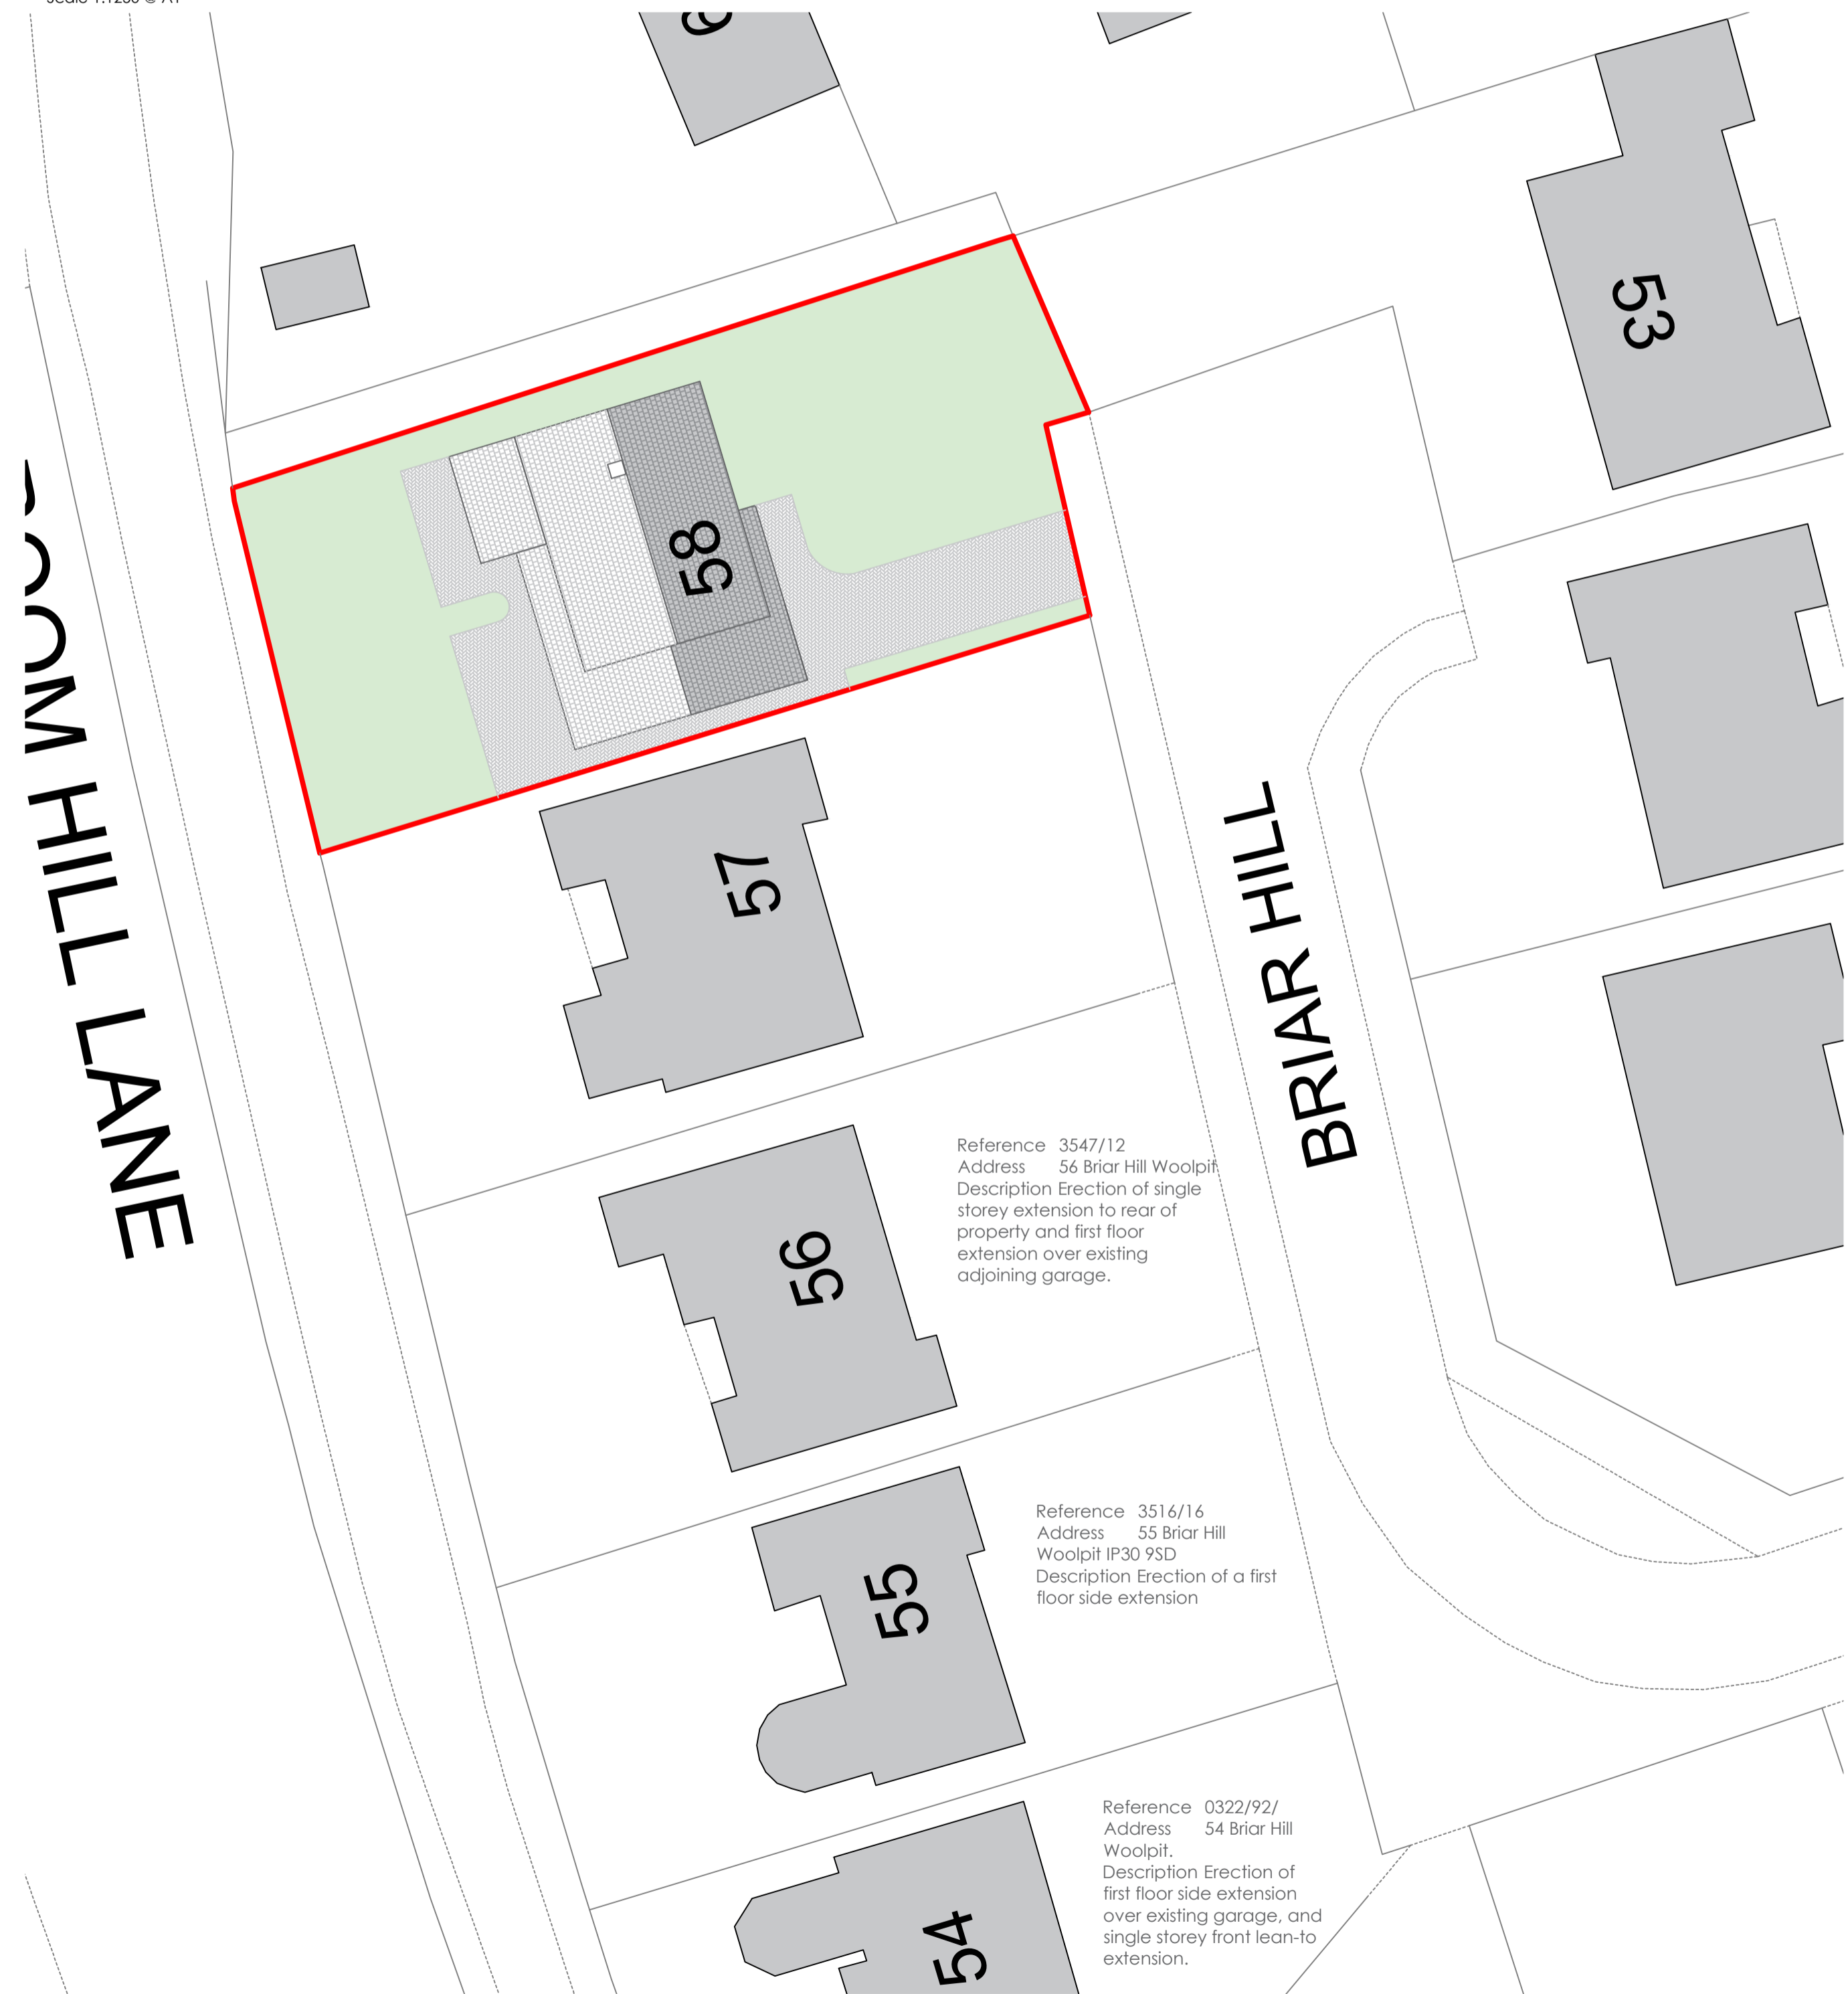 58
53
57
BRIAR HILL
HILL LANE
Reference 3547/12
Address 56 Briar Hill Woolpit
Description Erection of single
storey extension to rear of
property and first floor
extension over existing
adjoining garage.
56
Reference 3516/16
Address 55 Briar Hill
Woolpit IP30 9SD
Description Erection of a first
floor side extension
55
Reference 0322/92/
Address 54 Briar Hill
Woolpit.
Description Erection of
first floor side extension
over existing garage, and
single storey front lean-to
extension.
54